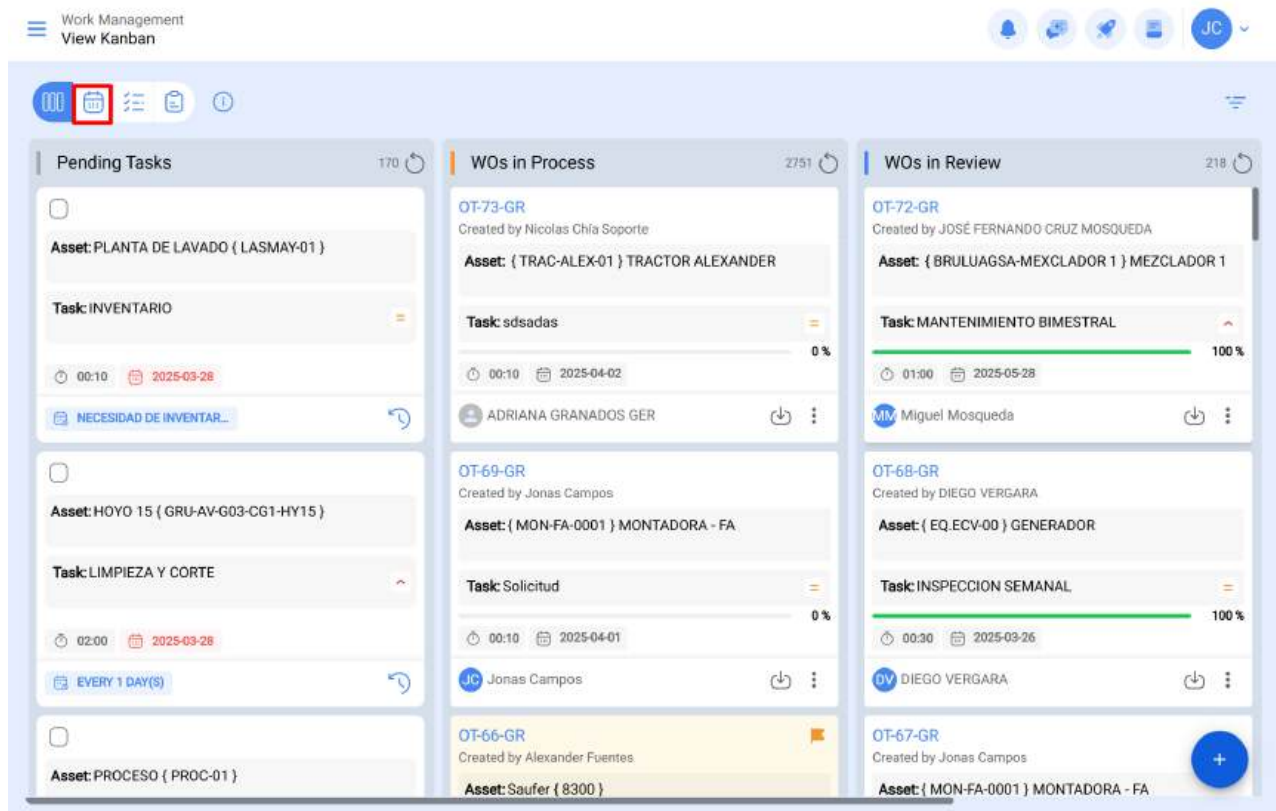 Work Management
View Kanban
JC
Pending Tasks 170
Asset: PLANTA DE LAVADO { LASMAY-01 }
Task: INVENTARIO
00:10 2025-03-28
NECESIDAD DE INVENTAR...
Asset: HOYO 15 { GRU-AV-G03-CG1-HY15 }
Task: LIMPIEZA Y CORTE
02:00 2025-03-28
EVERY 1 DAY(S)
Asset: PROCESO { PROC-01 }
WOs in Process 2751
OT-73-GR
Created by Nicolas Chía Soporte
Asset: { TRAC-ALEX-01 } TRACTOR ALEXANDER
Task: sdsadas
0 %
00:10 2025-04-02
ADRIANA GRANADOS GER
OT-69-GR
Created by Jonas Campos
Asset: { MON-FA-0001 } MONTADORA - FA
Task: Solicitud
0 %
00:10 2025-04-01
JC Jonas Campos
OT-66-GR
Created by Alexander Fuentes
Asset: Saufer { 8300 }
WOs in Review 218
OT-72-GR
Created by JOSÉ FERNANDO CRUZ MOSQUEDA
Asset: { BRULUAGSA-MEXCLADOR 1 } MEZCLADOR 1
Task: MANTENIMIENTO BIMESTRAL
100 %
01:00 2025-05-28
MM Miguel Mosqueda
OT-68-GR
Created by DIEGO VERGARA
Asset: { EQ.ECV-00 } GENERADOR
Task: INSPECCION SEMANAL
100 %
00:30 2025-03-26
DV DIEGO VERGARA
OT-67-GR
Created by Jonas Campos
Asset: { MON-FA-0001 } MONTADORA - FA